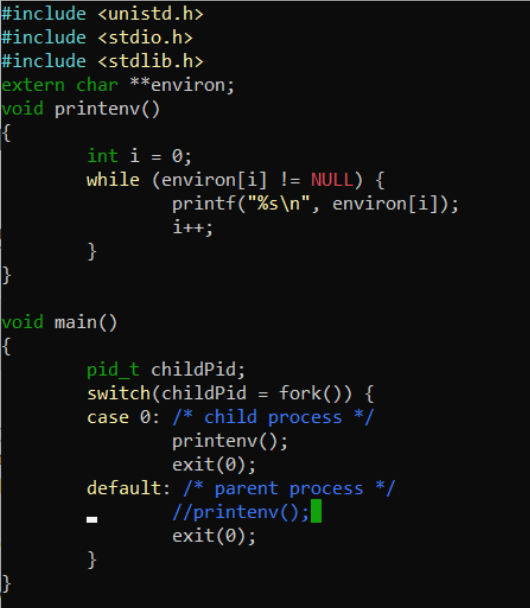 #include <unistd.h>
#include <stdio.h>
#include <stdlib.h>
extern char **environ;
void printenv()
{
        int i = 0;
        while (environ[i] != NULL) {
                printf("%s\n", environ[i]);
                i++;
        }
}

void main()
{
        pid_t childPid;
        switch(childPid = fork()) {
        case 0: /* child process */
                printenv();
                exit(0);
        default: /* parent process */
                //printenv();
                exit(0);
        }
}